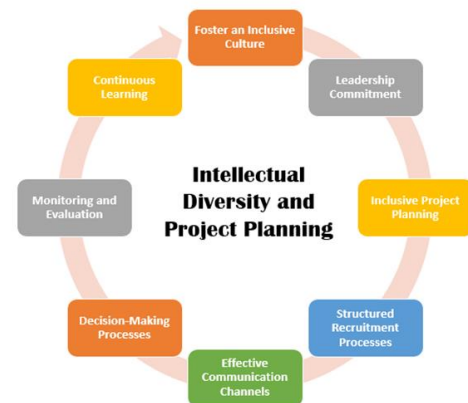 Foster an Inclusive
Culture
Leadership
Commitment
Inclusive Project
Planning
Structured
Recruitment
Processes
Effective
Communication
Channels
Decision-Making
Processes
Monitoring and
Evaluation
Continuous
Learning
Intellectual
Diversity and
Project Planning